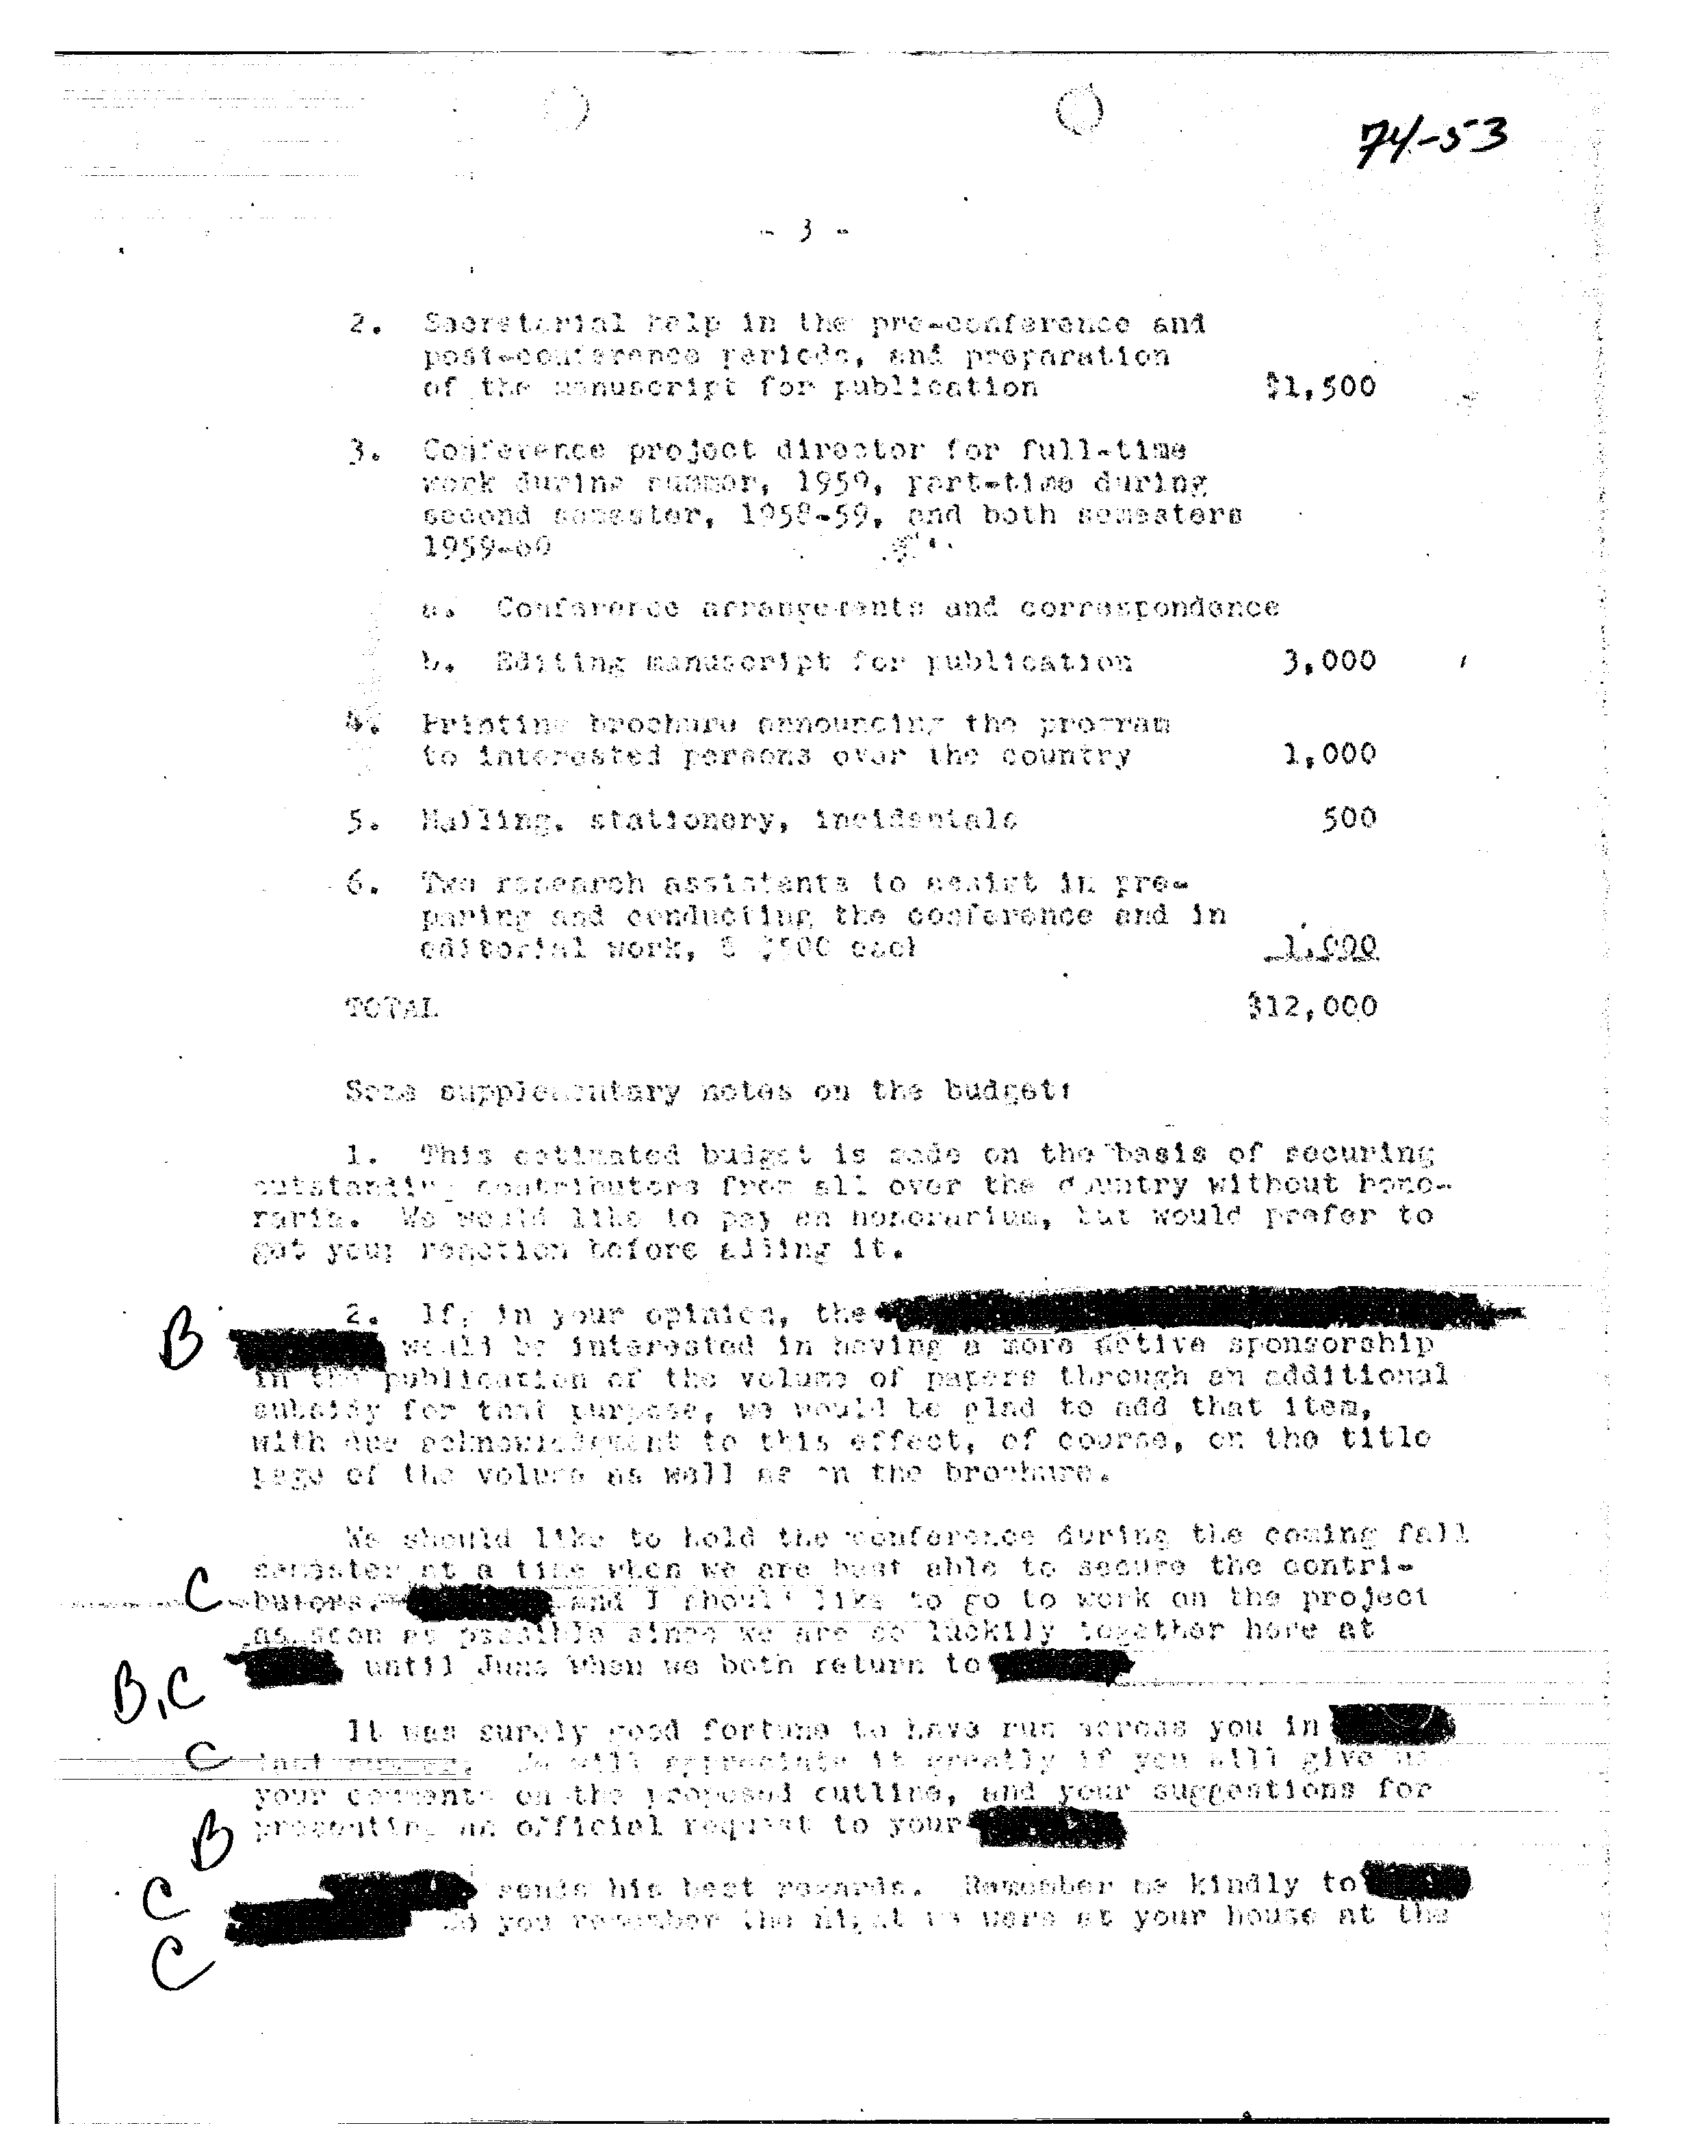 74-53
- 3 -
2. Secretarial help in the pre-conference and
post-conference periods, and preparation
of the manuscript for publication $1,500
3. Conference project director for full-time
work during summer, 1959, part-time during
second semester, 1958-59, and both semesters
1959-60
a. Conference arrangements and correspondence
b. Editing manuscript for publication 3,000
4. Printing brochure announcing the program
to interested persons over the country 1,000
5. Mailing, stationery, incidentals 500
6. Two research assistants to assist in pre-
paring and conducting the conference and in
editorial work, @ $500 each 1,000
TOTAL $12,000
Some supplementary notes on the budget:
1. This estimated budget is made on the basis of securing
outstanding contributors from all over the country without hono-
raria. We would like to pay an honorarium, but would prefer to
get your reaction before adding it.
B 2. If, in your opinion, the
would be interested in having a more active sponsorship
in the publication of the volume of papers through an additional
subsidy for that purpose, we would be glad to add that item,
with due acknowledgment to this effect, of course, on the title
page of the volume as well as on the brochure.
We should like to hold the conference during the coming fall
semester at a time when we are best able to secure the contri-
C butors. and I should like to go to work on the project
as soon as possible since we are so luckily together here at
B,C until June when we both return to
It was surely good fortune to have run across you in
C last summer. We will appreciate it greatly if you will give us
your comments on the proposed outline, and your suggestions for
B presenting an official request to your
C sends his best regards. Remember me kindly to
C Do you remember the night we were at your house at the